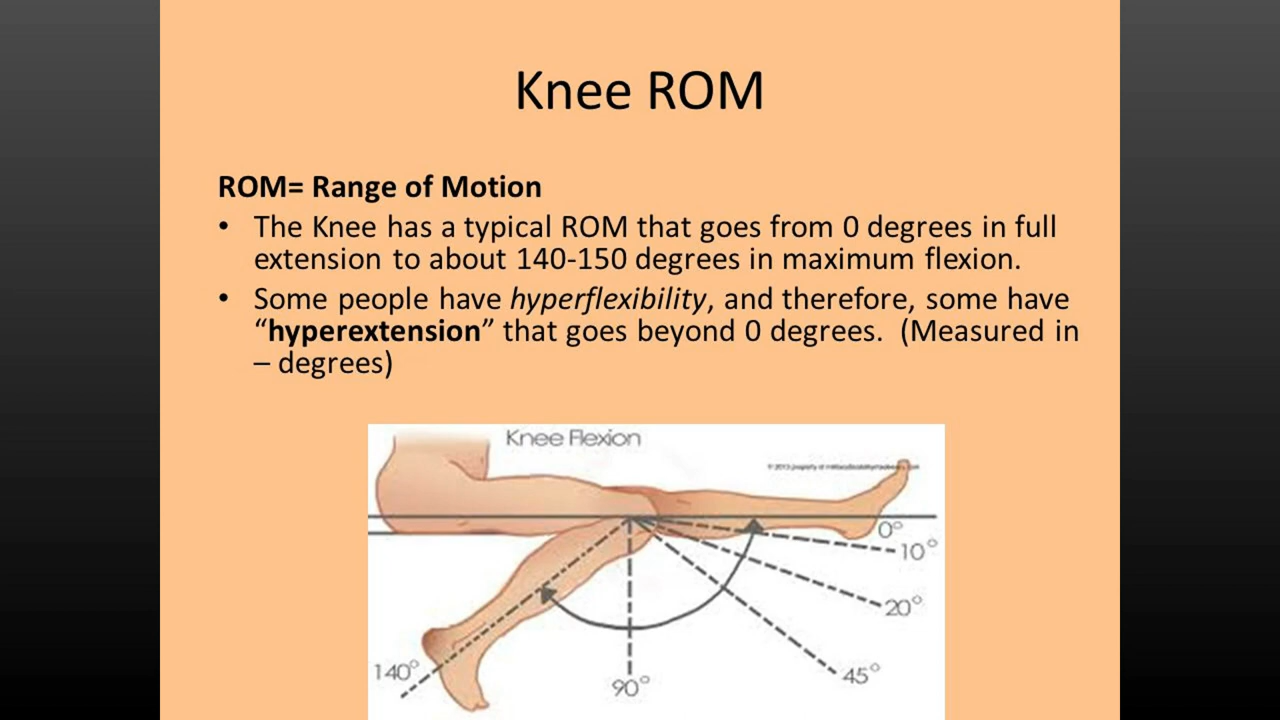 Knee ROM
ROM= Range of Motion
• The Knee has a typical ROM that goes from 0 degrees in full
extension to about 140-150 degrees in maximum flexion.
• Some people have hyperflexibility, and therefore, some have
“hyperextension” that goes beyond 0 degrees. (Measured in
– degrees)
Knee Flexion
0°
10°
20°
45°
90°
140°